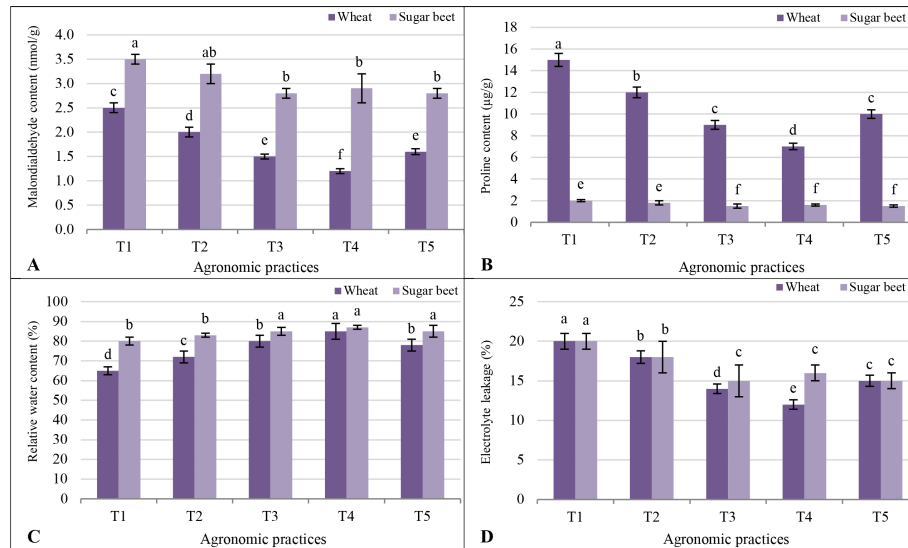 Wheat Sugar beet
Malondialdehyde content (nmol/g)
4.0
3.5
3.0
2.5
2.0
1.5
1.0
0.5
0.0
c a d ab e b f b e b
T1 T2 T3 T4 T5
Agronomic practices
A
Wheat Sugar beet
Proline content (µg/g)
18
16
14
12
10
8
6
4
2
0
a e b e c f d f c f
T1 T2 T3 T4 T5
Agronomic practices
B
Wheat Sugar beet
Relative water content (%)
100
90
80
70
60
50
40
30
20
10
0
d b c b b a a a b a
T1 T2 T3 T4 T5
Agronomic practices
C
Wheat Sugar beet
Electrolyte leakage (%)
25
20
15
10
5
0
a a b b d c e c c c
T1 T2 T3 T4 T5
Agronomic practices
D